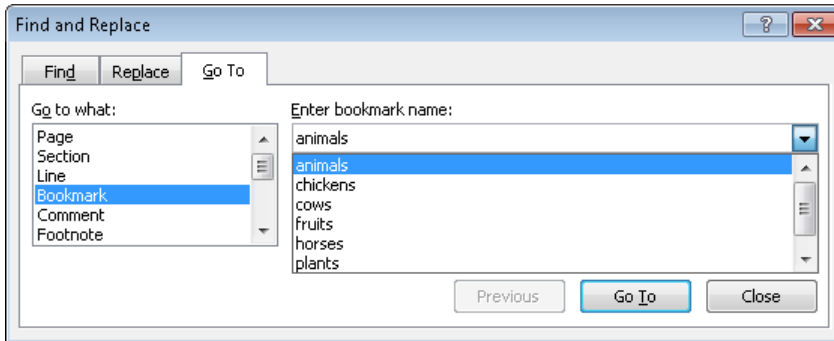 Find and Replace
Find
Replace
Go To
Go to what:
Page
Section
Line
Bookmark
Comment
Footnote
Enter bookmark name:
animals
animals
chickens
cows
fruits
horses
plants
Previous
Go To
Close